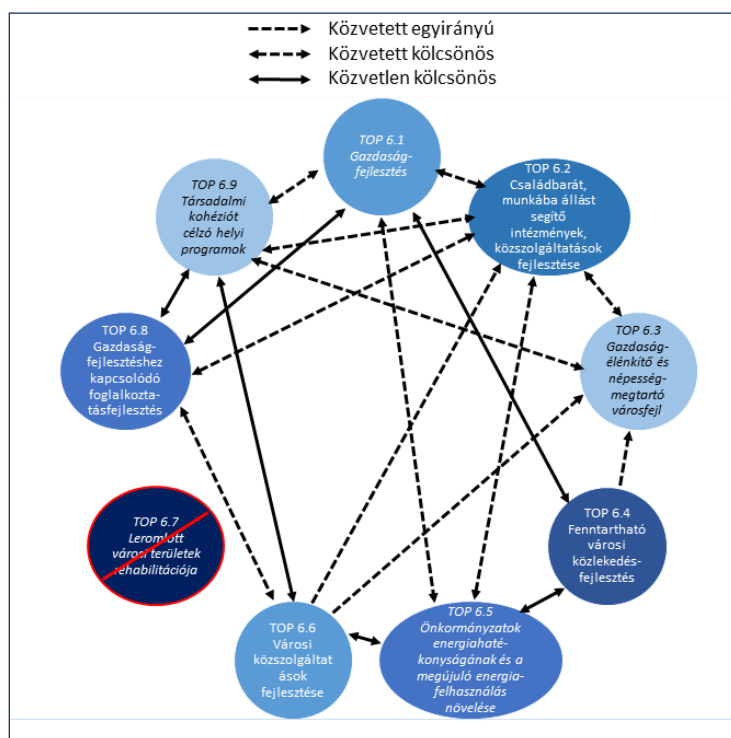 Közvetett egyirányú
Közvetett kölcsönös
Közvetlen kölcsönös
TOP 6.1
Gazdaság-
fejlesztés
TOP 6.2
Családbarát,
munkába állást
segítő
intézmények,
közszolgáltatások
fejlesztése
TOP 6.3
Gazdaság-
élénkítő és
népesség-
megtartó
városfejl
TOP 6.4
Fenntartható
városi
közlekedés-
fejlesztés
TOP 6.5
Önkormányzatok
energiahaté-
konyságának és a
megújuló energia-
felhasználás
növelése
TOP 6.6
Városi
közszolgáltat
ások
fejlesztése
TOP 6.7
Leromlott
városi területek
rehabilitációja
TOP 6.8
Gazdaság-
fejlesztéshez
kapcsolódó
foglalkozta-
tásfejlesztés
TOP 6.9
Társadalmi
kohéziót
célzó helyi
programok